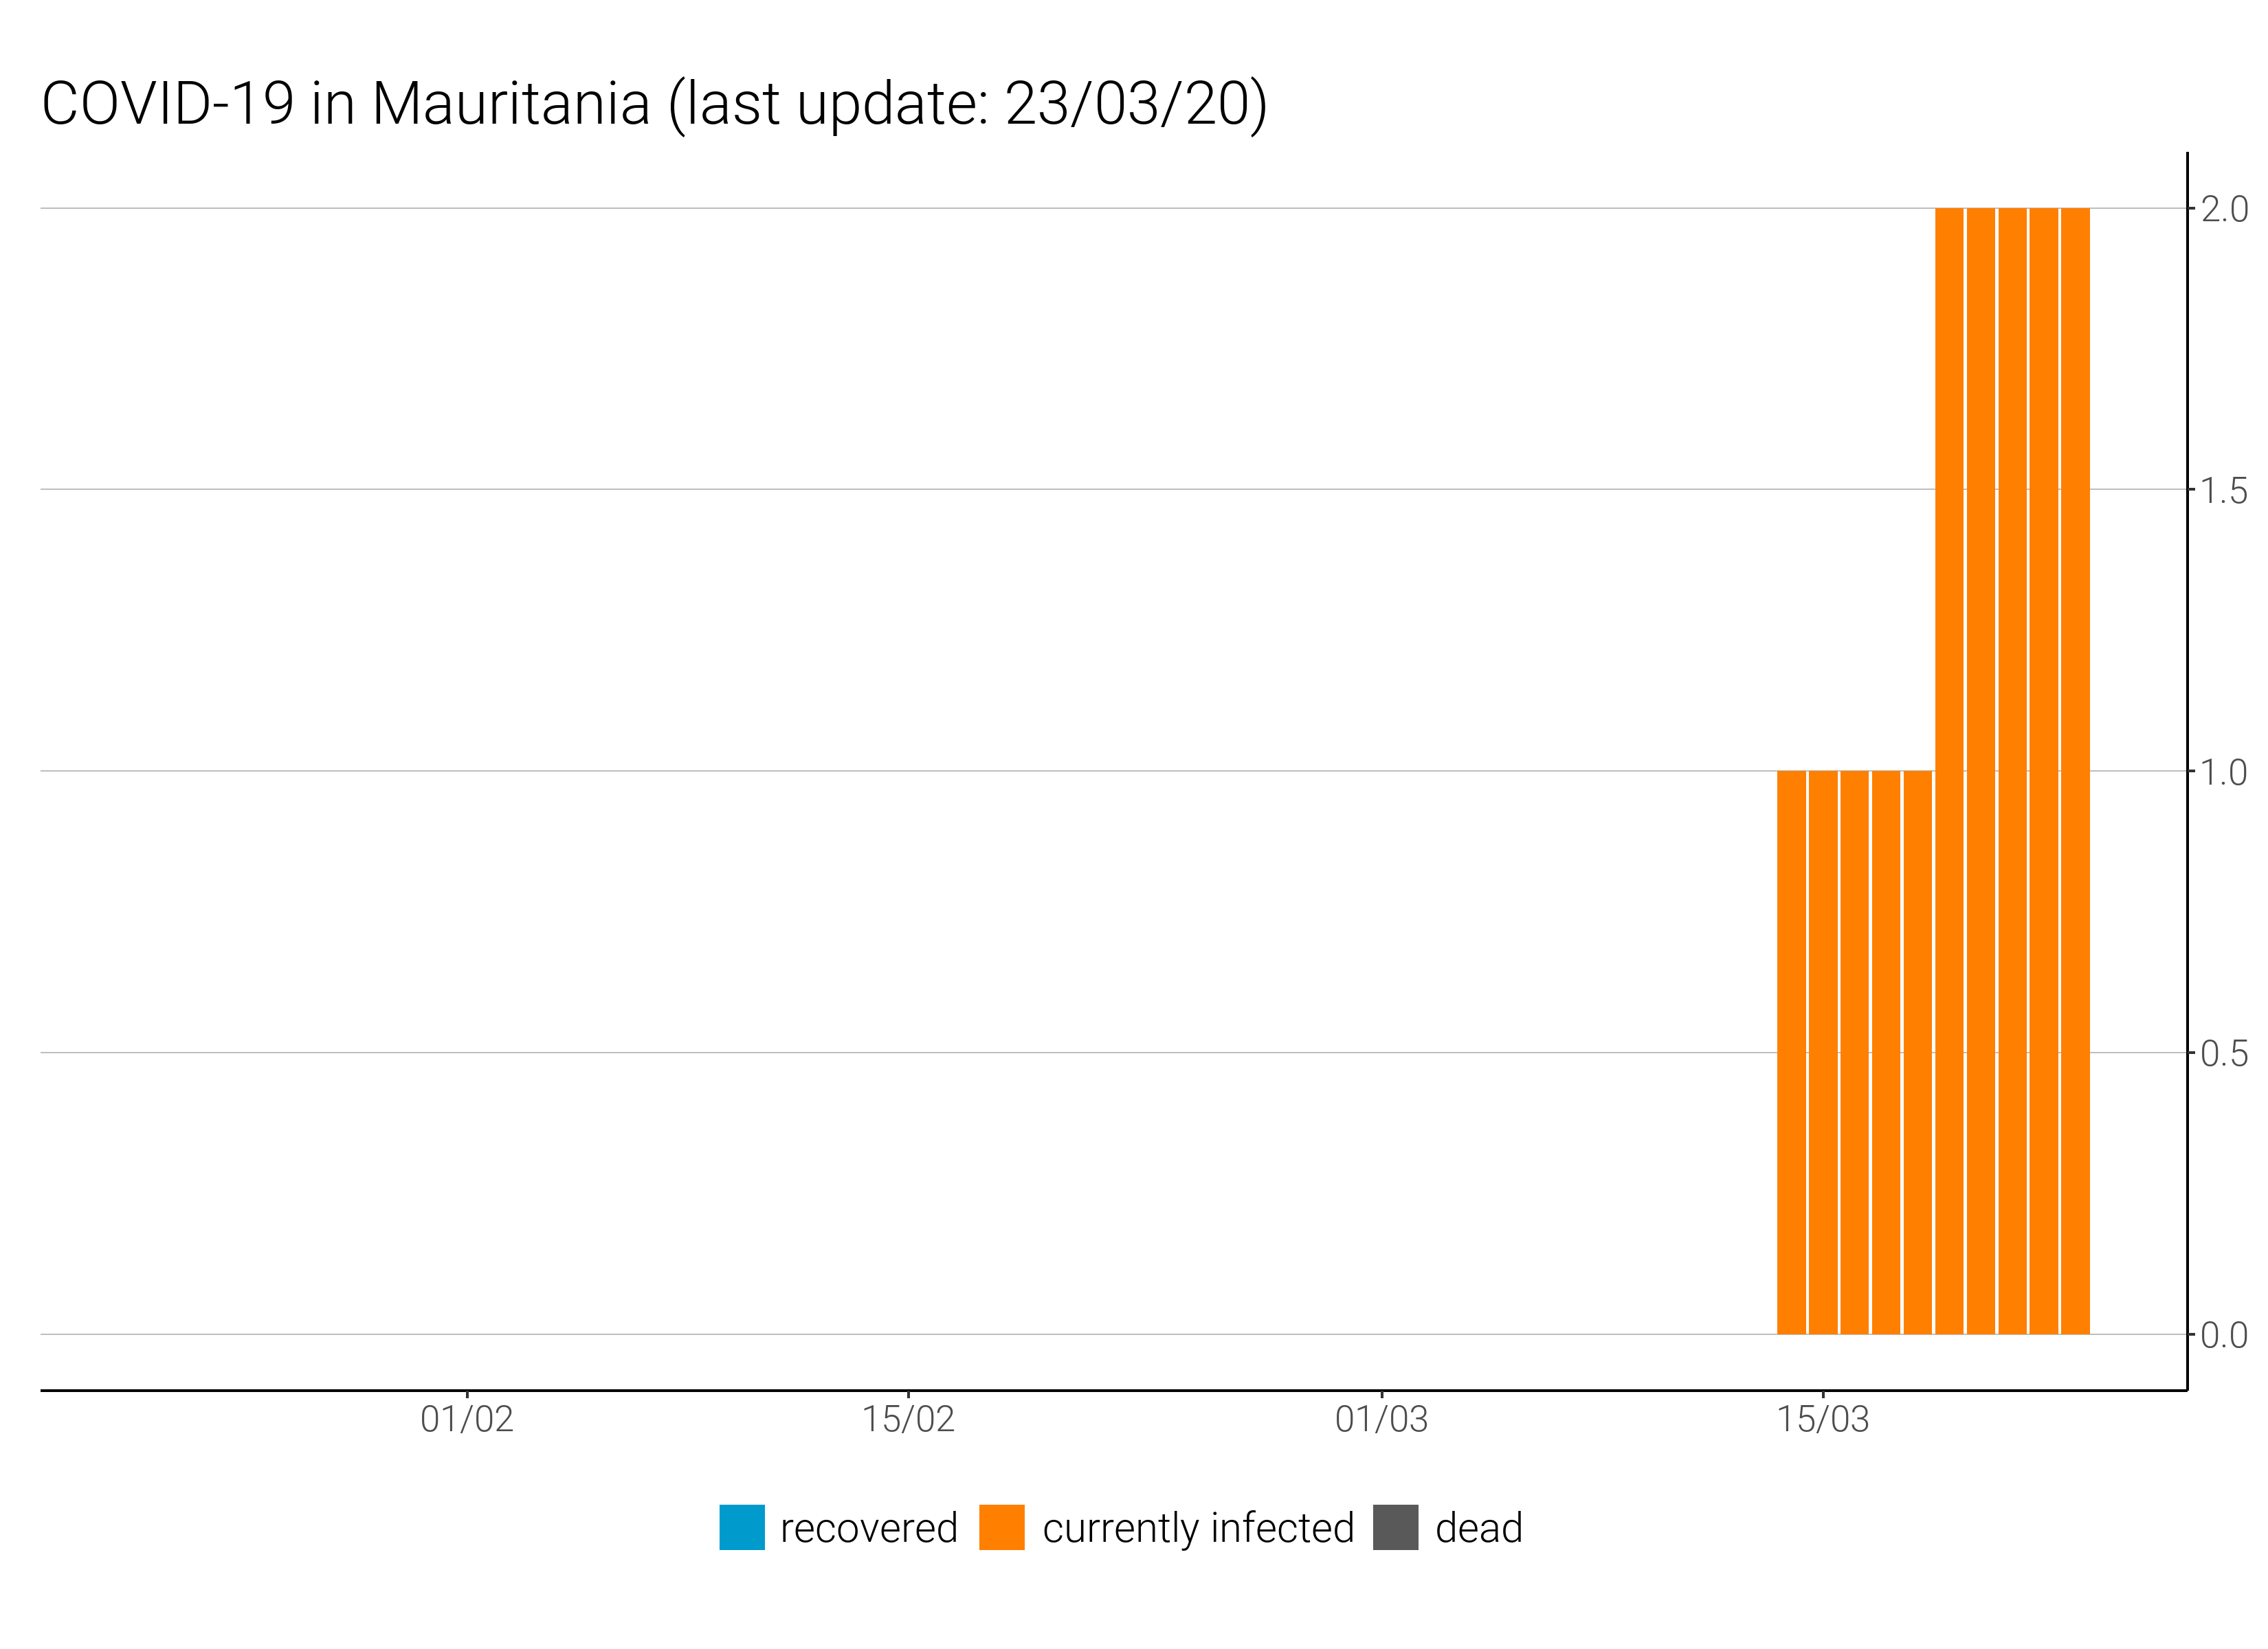 COVID-19 in Mauritania (last update: 23/03/20)
2.0
1.5
1.0
0.5
0.0
01/02 15/02 01/03 15/03
recovered currently infected dead